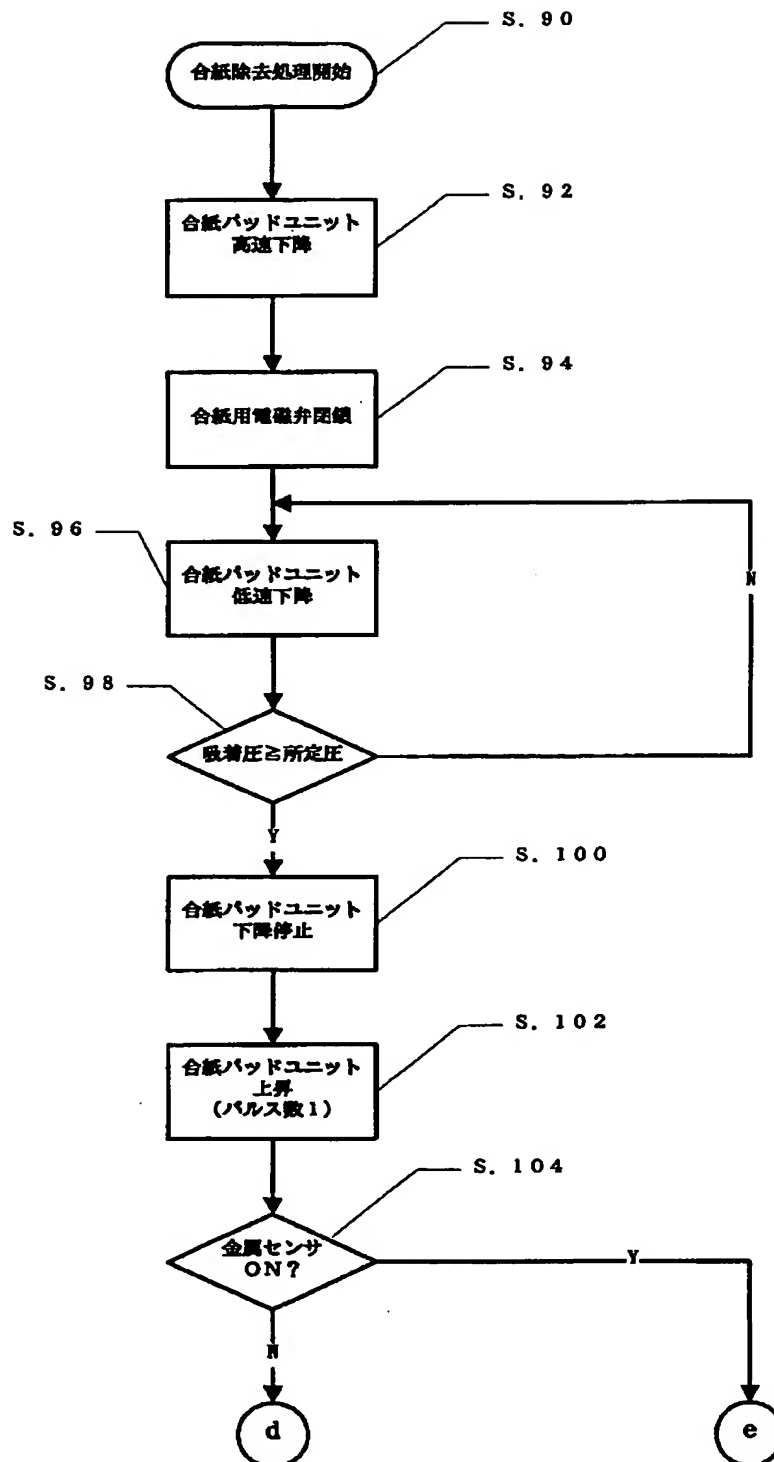 S. 90
合紙除去処理開始
S. 92
合紙パッドユニット
高速下降
S. 94
合紙用電磁弁閉鎖
S. 96
合紙パッドユニット
低速下降
N
S. 98
吸着圧≧所定圧
Y
S. 100
合紙パッドユニット
下降停止
S. 102
合紙パッドユニット
上昇
(パルス数1)
S. 104
金属センサ
ON?
Y
N
d
e